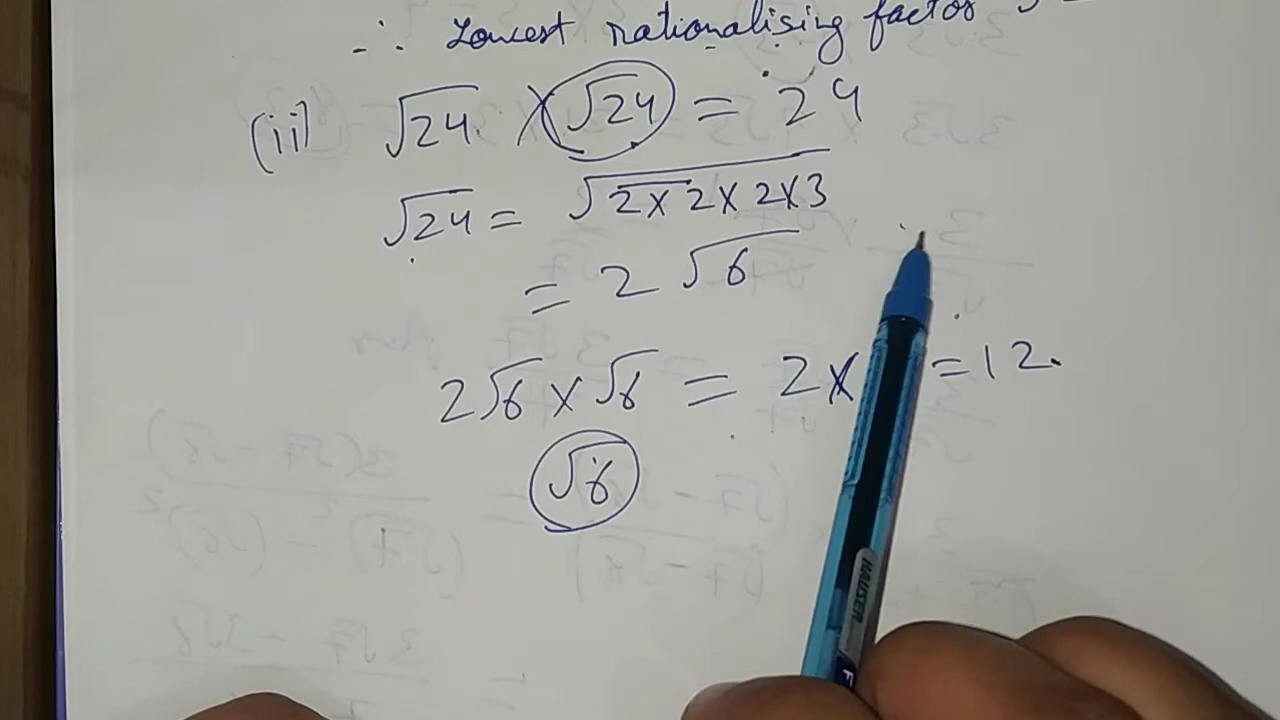 ∴ Lowest rationalising factor √
(ii) √24 × √24 = 24
√24 = √2×2×2×3
= 2√6
2√6 × √6 = 2× = 12.
√6
HAUSER